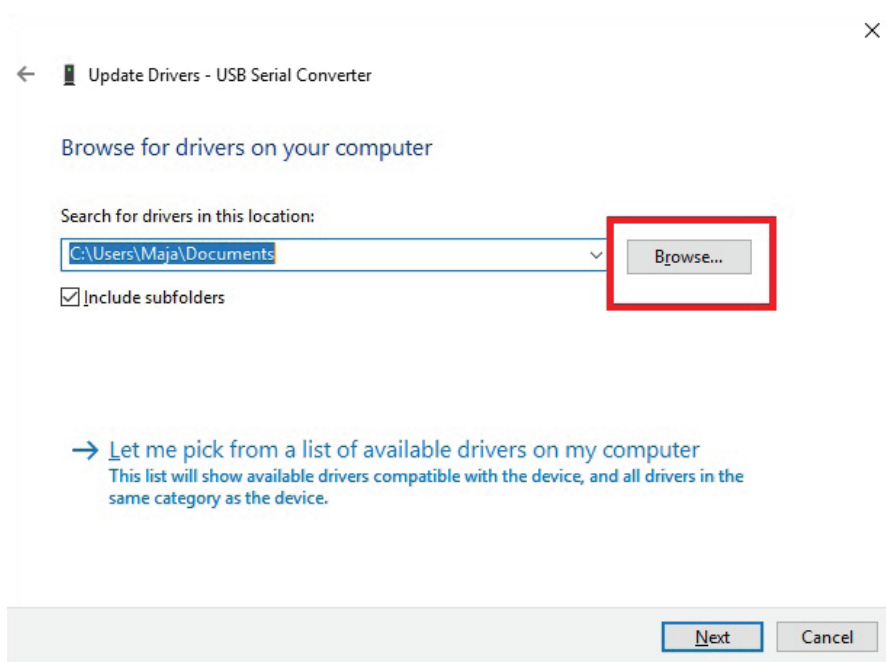 Update Drivers - USB Serial Converter
Browse for drivers on your computer
Search for drivers in this location:
C:\Users\Maja\Documents
Browse...
Include subfolders
Let me pick from a list of available drivers on my computer
This list will show available drivers compatible with the device, and all drivers in the
same category as the device.
Next
Cancel